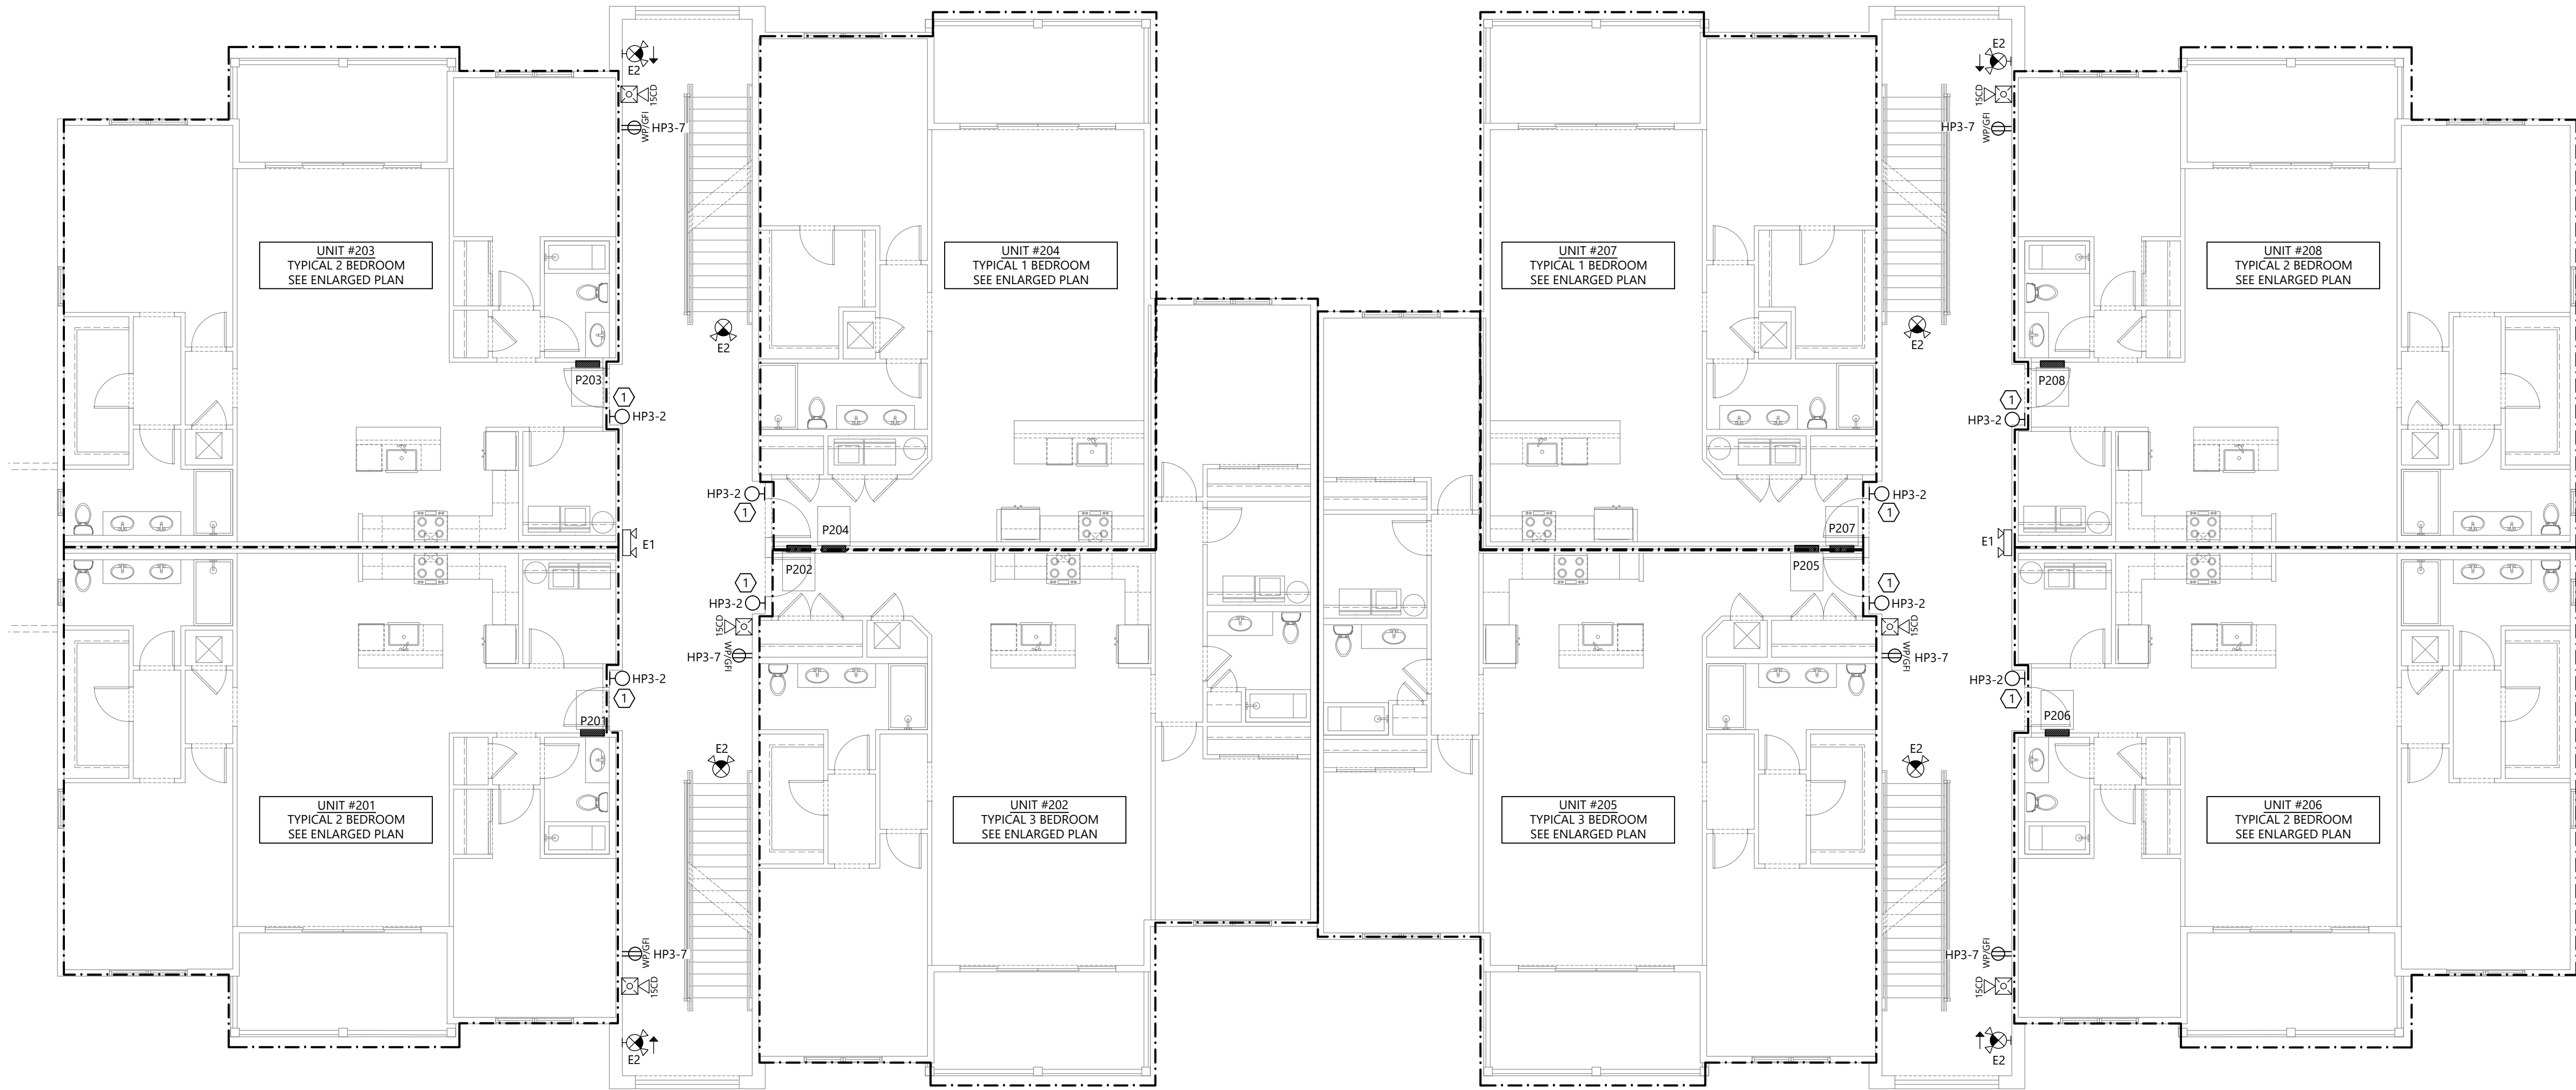 E2
E2
15CD
15CD
WP/GFI
HP3-7
HP3-7
WP/GFI
UNIT #203
TYPICAL 2 BEDROOM
SEE ENLARGED PLAN
UNIT #204
TYPICAL 1 BEDROOM
SEE ENLARGED PLAN
UNIT #207
TYPICAL 1 BEDROOM
SEE ENLARGED PLAN
UNIT #208
TYPICAL 2 BEDROOM
SEE ENLARGED PLAN
E2
E2
P203
P208
1
1
HP3-2
HP3-2
HP3-2
HP3-2
1
1
P204
P207
E1
E1
P202
P205
1
1
HP3-2
HP3-2
15CD
15CD
HP3-7
WP/GFI
WP/GFI
HP3-7
HP3-2
HP3-2
1
1
P201
P206
E2
E2
UNIT #201
TYPICAL 2 BEDROOM
SEE ENLARGED PLAN
UNIT #202
TYPICAL 3 BEDROOM
SEE ENLARGED PLAN
UNIT #205
TYPICAL 3 BEDROOM
SEE ENLARGED PLAN
UNIT #206
TYPICAL 2 BEDROOM
SEE ENLARGED PLAN
WP/GFI
HP3-7
HP3-7
WP/GFI
15CD
15CD
E2
E2